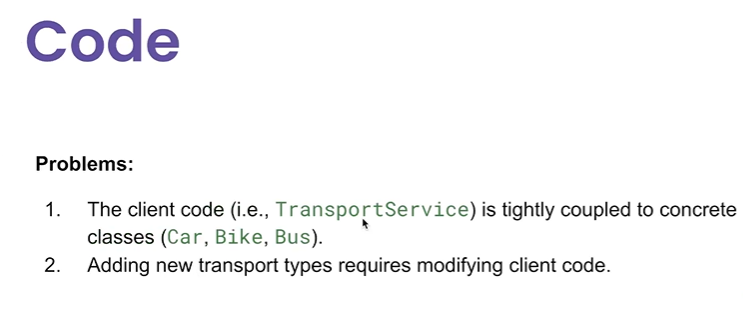 Code
Problems:
1. The client code (i.e., TransportService) is tightly coupled to concrete
classes (Car, Bike, Bus).
2. Adding new transport types requires modifying client code.